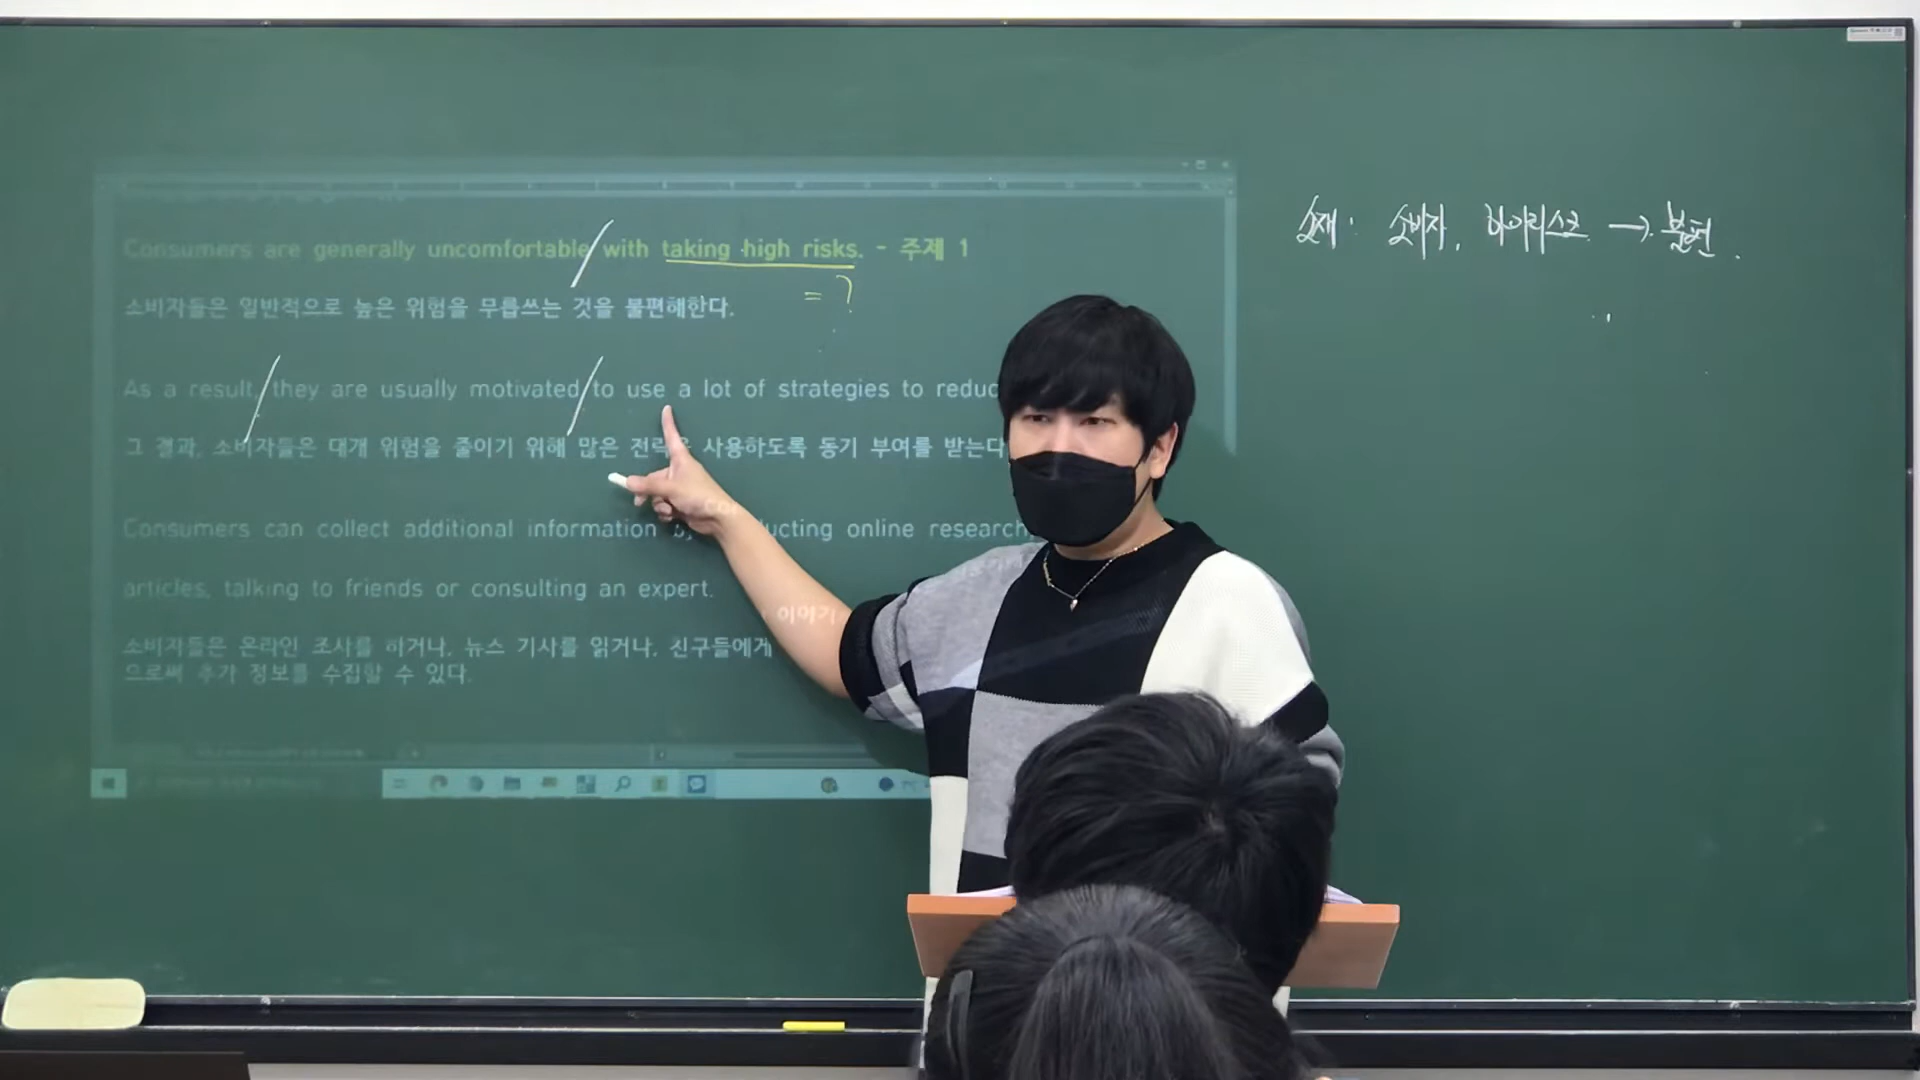 Consumers are generally uncomfortable with taking high risks. - 주제 1
= ?
소비자들은 일반적으로 높은 위험을 무릅쓰는 것을 불편해한다.
As a result, they are usually motivated to use a lot of strategies to reduc
그 결과, 소비자들은 대개 위험을 줄이기 위해 많은 전략을 사용하도록 동기 부여를 받는다
Consumers can collect additional information by ucting online research,
articles, talking to friends or consulting an expert.
이야기
소비자들은 온라인 조사를 하거나, 뉴스 기사를 읽거나, 친구들에게
으로써 추가 정보를 수집할 수 있다.
소재: 소비자, 하이리스크 → 불편.